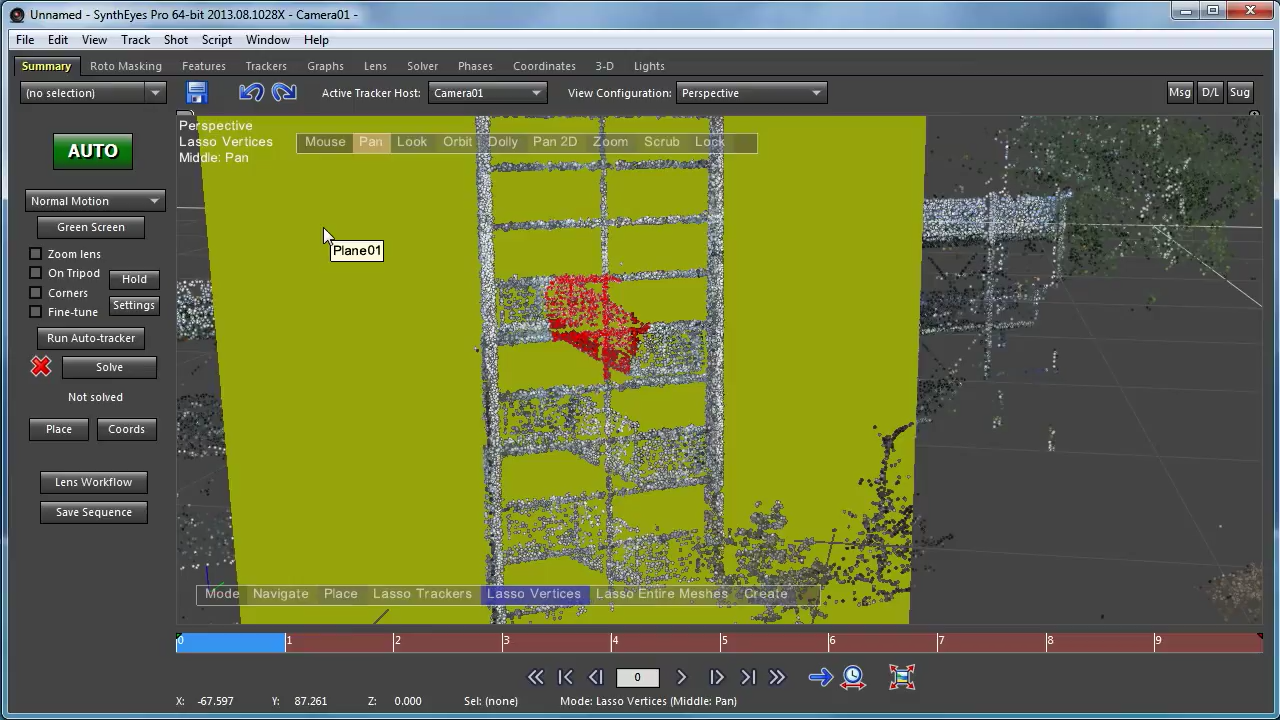 Unnamed - SynthEyes Pro 64-bit 2013.08.1028X - Camera01 -
File Edit View Track Shot Script Window Help
Summary Roto Masking Features Trackers Graphs Lens Solver Phases Coordinates 3-D Lights
(no selection) Active Tracker Host: Camera01 View Configuration: Perspective Msg D/L Sug
Perspective
Lasso Vertices
Middle: Pan
Mouse Pan Look Orbit Dolly Pan 2D Zoom Scrub Lock
AUTO
Normal Motion
Green Screen
Zoom lens
On Tripod Hold
Corners
Fine-tune Settings
Run Auto-tracker
Solve
Not solved
Place Coords
Lens Workflow
Save Sequence
Plane01
Mode Navigate Place Lasso Trackers Lasso Vertices Lasso Entire Meshes Create
0 1 2 3 4 5 6 7 8 9
0
X: -67.597 Y: 87.261 Z: 0.000 Sel: (none) Mode: Lasso Vertices (Middle: Pan)